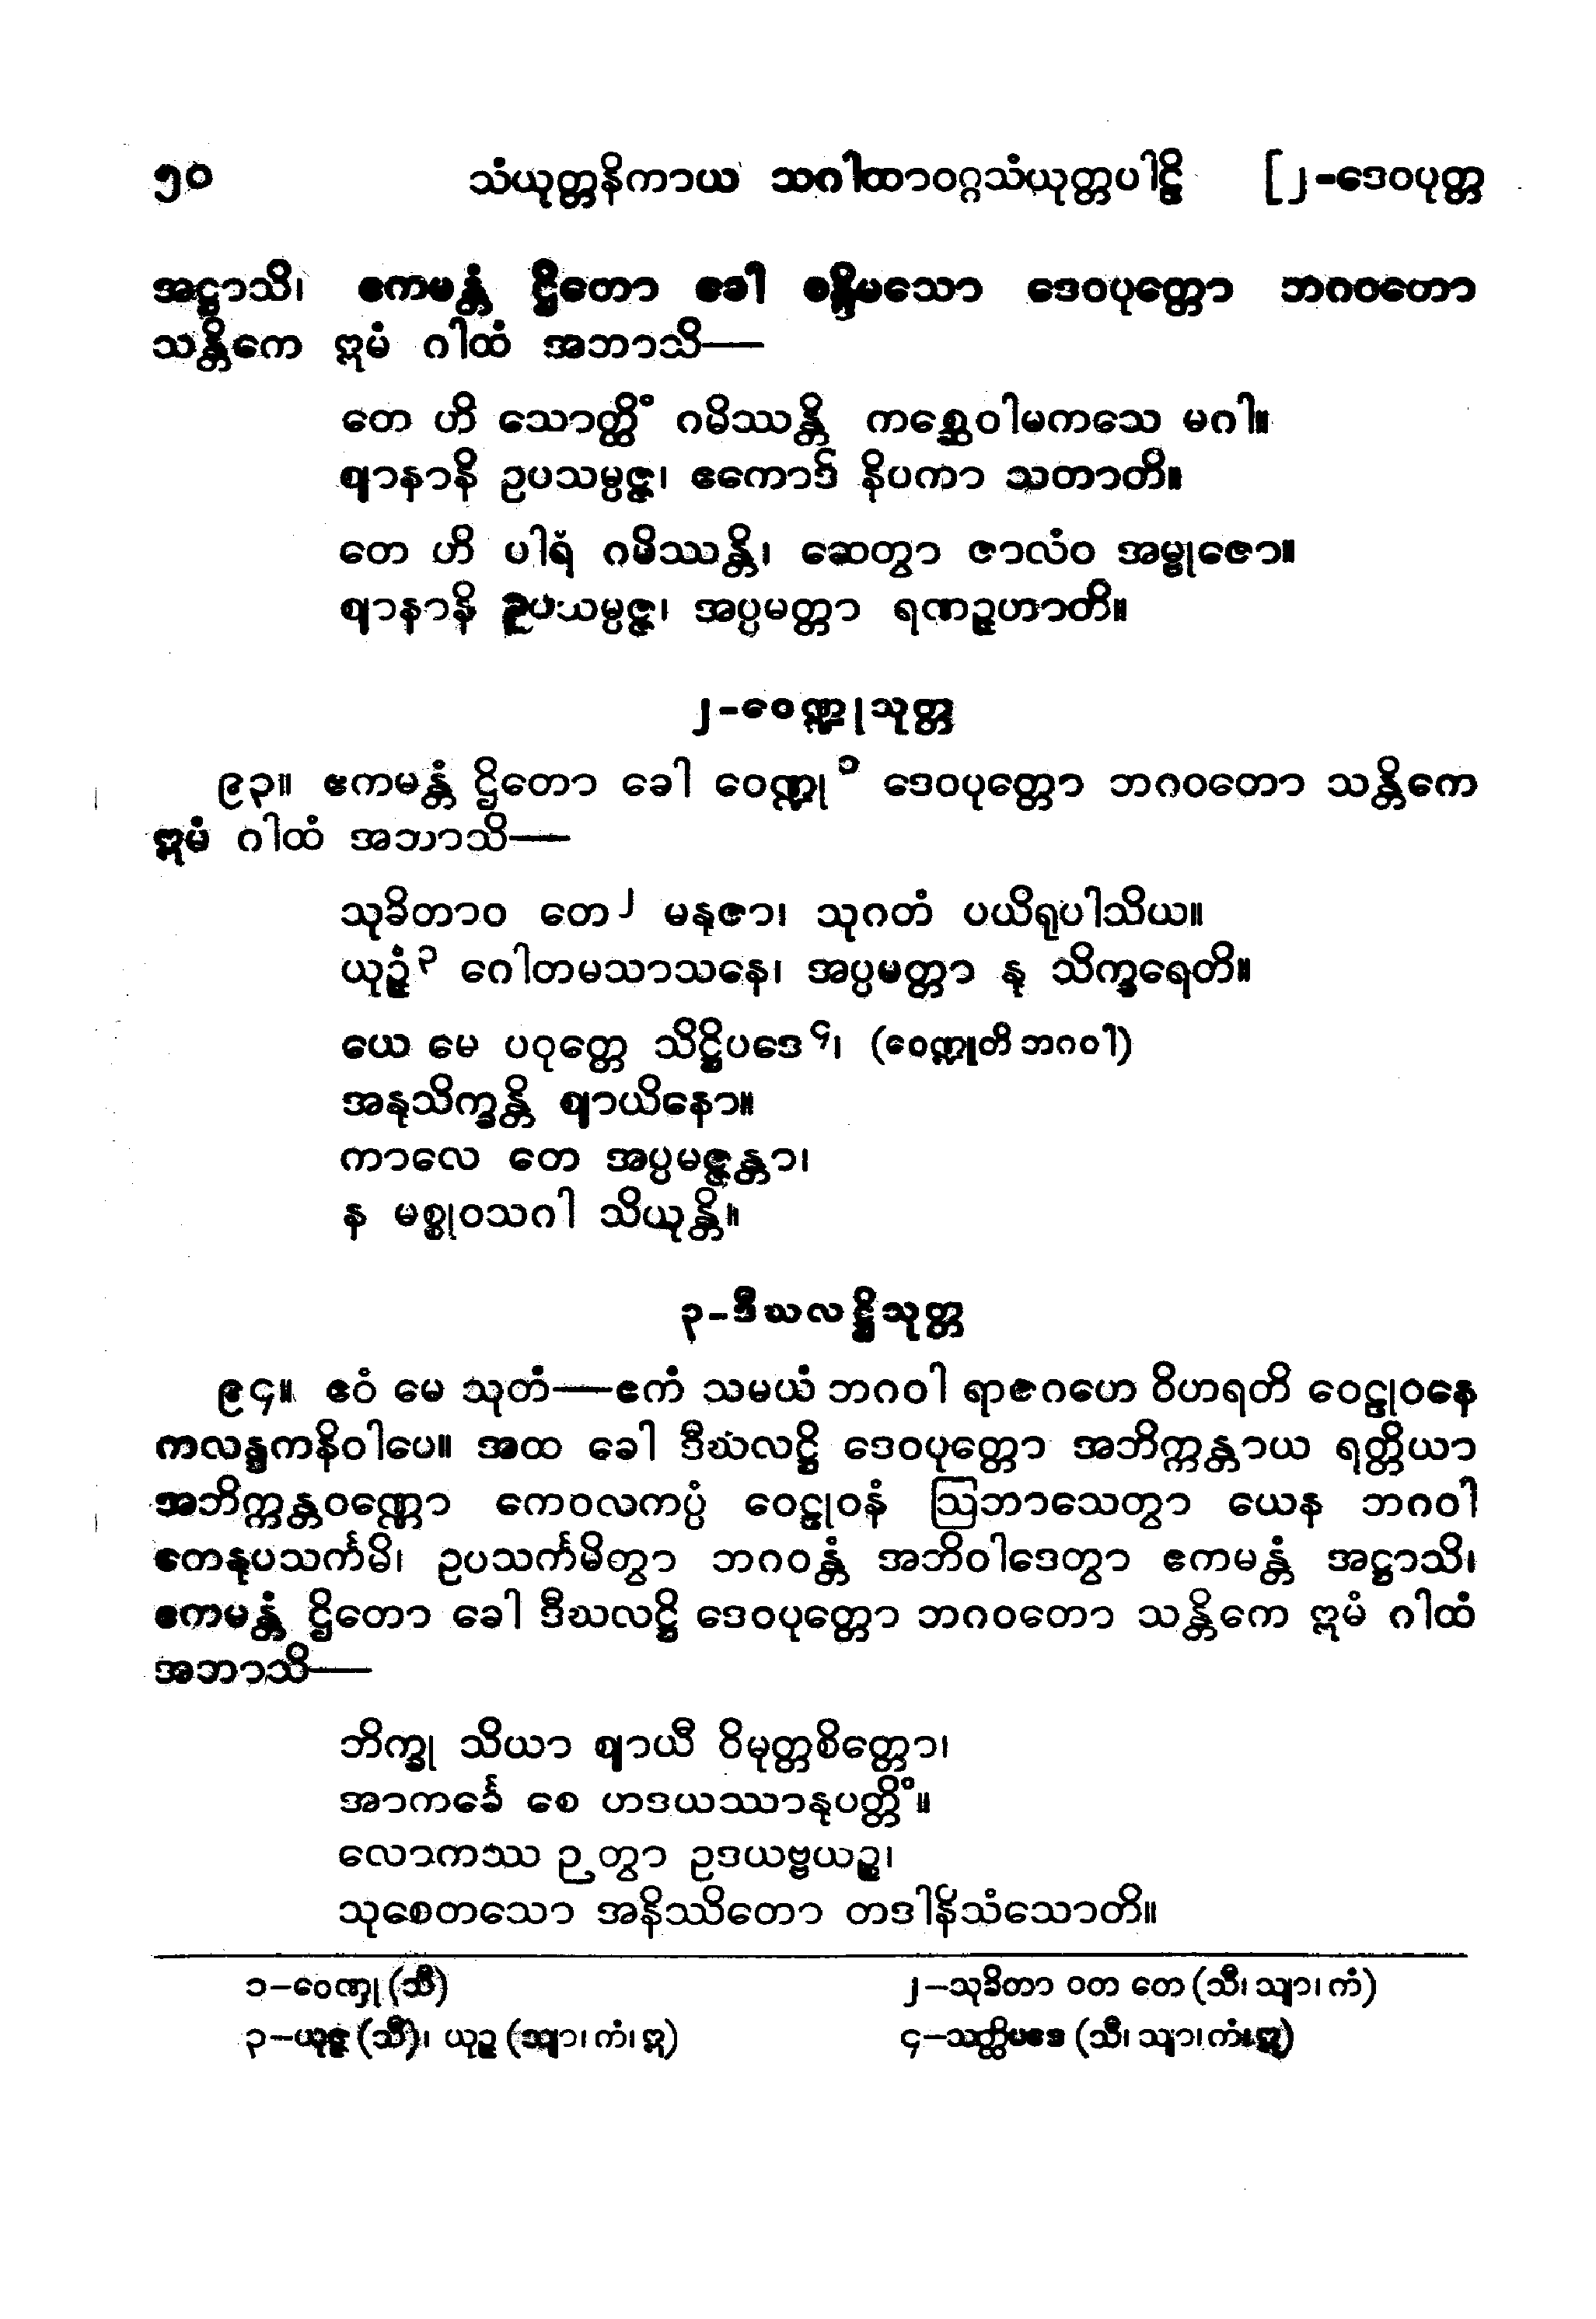 ၅၀ သံယုတ္တနိကာယ သဂါထာဝဂ္ဂသံယုတ္တပါဠိ [၂-ဒေဝပုတ္တ
အဋ္ဌာသိ၊ ဧကမန္တံ ဌိတော ခေါ စန္ဒိမသော ဒေဝပုတ္တော ဘဂဝတော
သန္တိကေ ဣမံ ဂါထံ အဘာသိ—
တေ ဟိ သောတ္ထိံ ဂမိဿန္တိ ကစ္ဆေဝါမကသေ မဂါ။
ဈာနာနိ ဥပသမ္ပဇ္ဇ၊ ဧကောဒိ နိပကာ သတာတိ။
တေ ဟိ ပါရံ ဂမိဿန္တိ၊ ဆေတွာ ဇာလံဝ အမ္ဗုဇော။
ဈာနာနိ ဥပသမ္ပဇ္ဇ၊ အပ္ပမတ္တာ ရဏဉ္ဇဟာတိ။
၂-ဝေဏ္ဍုသုတ္တ
၉၃။ ဧကမန္တံ ဌိတော ခေါ ဝေဏ္ဍု ၁ ဒေဝပုတ္တော ဘဂဝတော သန္တိကေ
ဣမံ ဂါထံ အဘာသိ—
သုခိတာဝ တေ ၂ မနုဇာ၊ သုဂတံ ပယိရုပါသိယ။
ယုဉ္ဇံ ၃ ဂေါတမသာသနေ၊ အပ္ပမတ္တာ နု သိက္ခရေတိ။
ယေ မေ ပဝုတ္တေ သိဋ္ဌိပဒေ ၄၊ (ဝေဏ္ဍူတိ ဘဂဝါ)
အနုသိက္ခန္တိ ဈာယိနော။
ကာလေ တေ အပ္ပမဇ္ဇန္တာ၊
န မစ္စုဝသဂါ သိယုန္တိ။
၃-ဒီဃလဋ္ဌိသုတ္တ
၉၄။ ဧဝံ မေ သုတံ—ဧကံ သမယံ ဘဂဝါ ရာဇဂဟေ ဝိဟရတိ ဝေဠုဝနေ
ကလန္ဒကနိဝါပေ။ အထ ခေါ ဒီဃလဋ္ဌိ ဒေဝပုတ္တော အဘိက္ကန္တာယ ရတ္တိယာ
အဘိက္ကန္တဝဏ္ဏော ကေဝလကပ္ပံ ဝေဠုဝနံ ဩဘာသေတွာ ယေန ဘဂဝါ
တေနုပသင်္ကမိ၊ ဥပသင်္ကမိတွာ ဘဂဝန္တံ အဘိဝါဒေတွာ ဧကမန္တံ အဋ္ဌာသိ၊
ဧကမန္တံ ဌိတော ခေါ ဒီဃလဋ္ဌိ ဒေဝပုတ္တော ဘဂဝတော သန္တိကေ ဣမံ ဂါထံ
အဘာသိ—
ဘိက္ခု သိယာ ဈာယီ ဝိမုတ္တစိတ္တော၊
အာကင်္ခေ စေ ဟဒယဿာနုပတ္တိံ။
လောကဿ ဉတွာ ဥဒယဗ္ဗယဉ္စ၊
သုစေတသော အနိဿိတော တဒါနိသံသောတိ။
၁-ဝေဏှု (သီ) ၂-သုခိတာ ဝတ တေ (သီ၊ သျာ၊ ကံ)
၃-ယုဇ္ဇ (သီ)၊ ယုဉ္ဇ (သျာ၊ ကံ၊ ဣ) ၄-သတ္ထိပဒေ (သီ၊ သျာ၊ ကံ၊ ဣ)